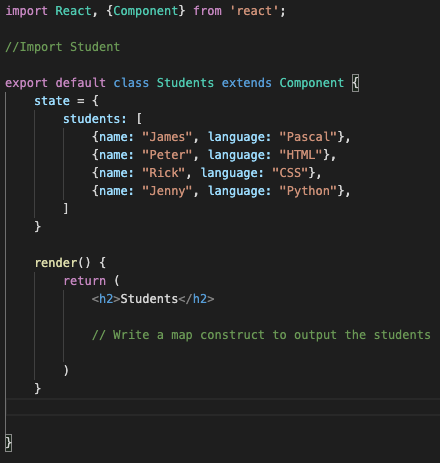 import React, {Component} from 'react';
//Import Student
export default class Students extends Component {
state = {
students: [
{name: "James", language: "Pascal"},
{name: "Peter", language: "HTML"},
{name: "Rick", language: "CSS"},
{name: "Jenny", language: "Python"},
]
}
render() {
return (
<h2>Students</h2>
// Write a map construct to output the students
)
}
}